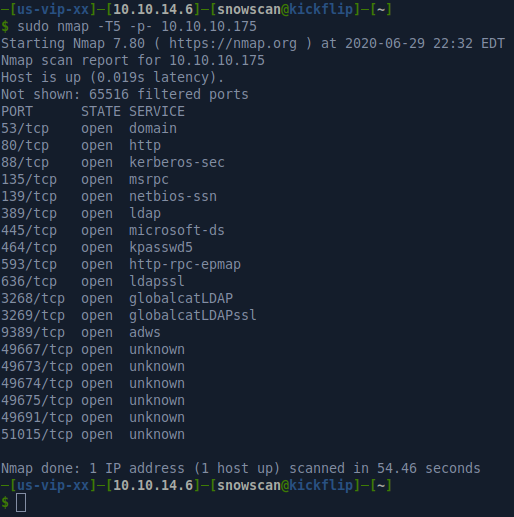 ─[us-vip-xx]─[10.10.14.6]─[snowscan@kickflip]─[~]
$ sudo nmap -T5 -p- 10.10.10.175
Starting Nmap 7.80 ( https://nmap.org ) at 2020-06-29 22:32 EDT
Nmap scan report for 10.10.10.175
Host is up (0.019s latency).
Not shown: 65516 filtered ports
PORT      STATE SERVICE
53/tcp    open  domain
80/tcp    open  http
88/tcp    open  kerberos-sec
135/tcp   open  msrpc
139/tcp   open  netbios-ssn
389/tcp   open  ldap
445/tcp   open  microsoft-ds
464/tcp   open  kpasswd5
593/tcp   open  http-rpc-epmap
636/tcp   open  ldapssl
3268/tcp  open  globalcatLDAP
3269/tcp  open  globalcatLDAPssl
9389/tcp  open  adws
49667/tcp open  unknown
49673/tcp open  unknown
49674/tcp open  unknown
49675/tcp open  unknown
49691/tcp open  unknown
51015/tcp open  unknown
Nmap done: 1 IP address (1 host up) scanned in 54.46 seconds
─[us-vip-xx]─[10.10.14.6]─[snowscan@kickflip]─[~]
$